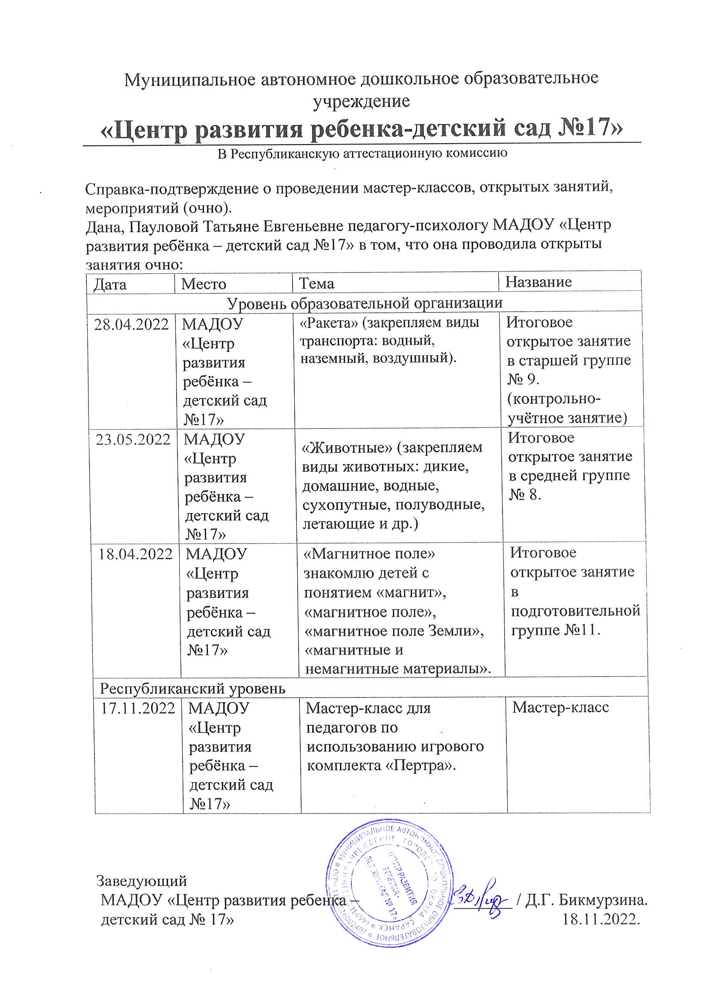 Муниципальное автономное дошкольное образовательное
учреждение
«Центр развития ребенка-детский сад №17»
В Республиканскую аттестационную комиссию
Справка-подтверждение о проведении мастер-классов, открытых занятий,
мероприятий (очно).
Дана, Пауловой Татьяне Евгеньевне педагогу-психологу МАДОУ «Центр
развития ребёнка – детский сад №17» в том, что она проводила открыты
занятия очно:
Дата Место Тема Название
Уровень образовательной организации
28.04.2022
МАДОУ
«Центр
развития
ребёнка –
детский сад
№17»
«Ракета» (закрепляем виды
транспорта: водный,
наземный, воздушный).
Итоговое
открытое занятие
в старшей группе
№ 9.
(контрольно-
учётное занятие)
23.05.2022
МАДОУ
«Центр
развития
ребёнка –
детский сад
№17»
«Животные» (закрепляем
виды животных: дикие,
домашние, водные,
сухопутные, полуводные,
летающие и др.)
Итоговое
открытое занятие
в средней группе
№ 8.
18.04.2022
МАДОУ
«Центр
развития
ребёнка –
детский сад
№17»
«Магнитное поле»
знакомлю детей с
понятием «магнит»,
«магнитное поле»,
«магнитное поле Земли»,
«магнитные и
немагнитные материалы».
Итоговое
открытое занятие
в
подготовительной
группе №11.
Республиканский уровень
17.11.2022
МАДОУ
«Центр
развития
ребёнка –
детский сад
№17»
Мастер-класс для
педагогов по
использованию игрового
комплекта «Пертра».
Мастер-класс
МУНИЦИПАЛЬНОЕ АВТОНОМНОЕ ДОШКОЛЬНОЕ ОБРАЗОВАТЕЛЬНОЕ
УЧРЕЖДЕНИЕ ГОРОДСКОГО ОКРУГА САРАНСК
ЦЕНТР РАЗВИТИЯ
РЕБЕНКА -
ДЕТСКИЙ САД № 17»
Заведующий
МАДОУ «Центр развития ребенка – / Д.Г. Бикмурзина.
детский сад № 17» 18.11.2022.